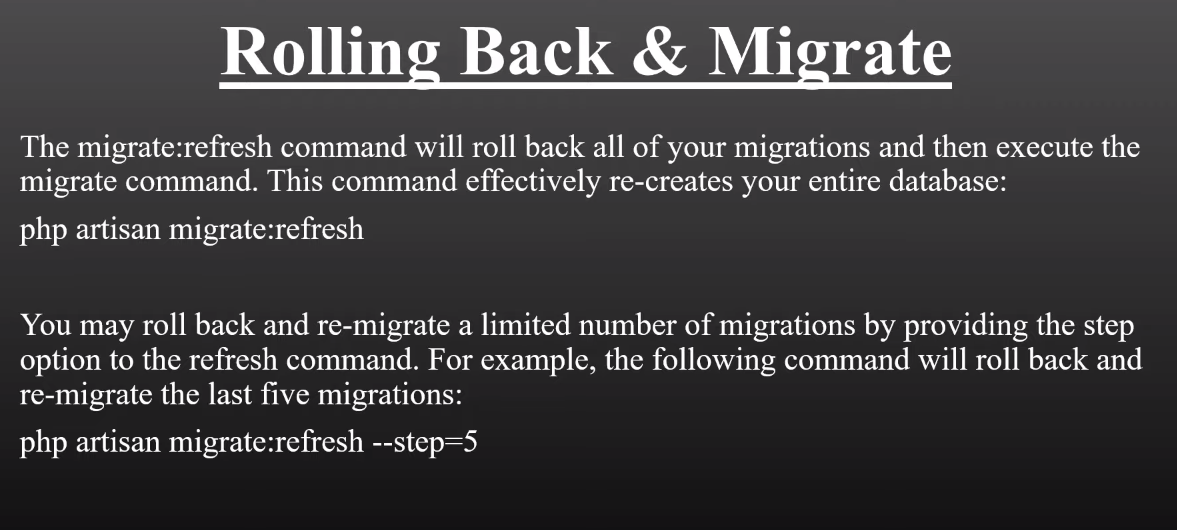 Rolling Back & Migrate
The migrate:refresh command will roll back all of your migrations and then execute the
migrate command. This command effectively re-creates your entire database:
php artisan migrate:refresh
You may roll back and re-migrate a limited number of migrations by providing the step
option to the refresh command. For example, the following command will roll back and
re-migrate the last five migrations:
php artisan migrate:refresh --step=5